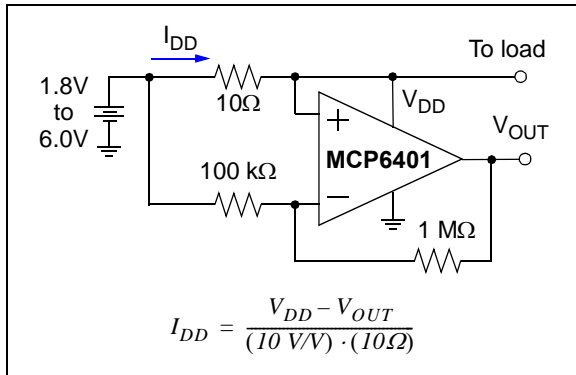 I_DD
To load
1.8V
to
6.0V
10Ω
V_DD
V_OUT
+
MCP6401
100 kΩ
−
1 MΩ
I_DD = (V_DD – V_OUT) / ((10 V/V) · (10Ω))